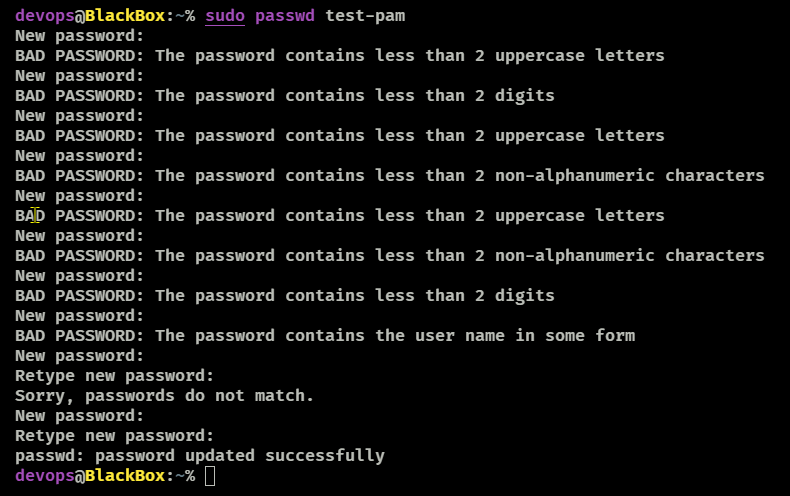 devops@BlackBox:~% sudo passwd test-pam
New password:
BAD PASSWORD: The password contains less than 2 uppercase letters
New password:
BAD PASSWORD: The password contains less than 2 digits
New password:
BAD PASSWORD: The password contains less than 2 uppercase letters
New password:
BAD PASSWORD: The password contains less than 2 non-alphanumeric characters
New password:
BAD PASSWORD: The password contains less than 2 uppercase letters
New password:
BAD PASSWORD: The password contains less than 2 non-alphanumeric characters
New password:
BAD PASSWORD: The password contains less than 2 digits
New password:
BAD PASSWORD: The password contains the user name in some form
New password:
Retype new password:
Sorry, passwords do not match.
New password:
Retype new password:
passwd: password updated successfully
devops@BlackBox:~%